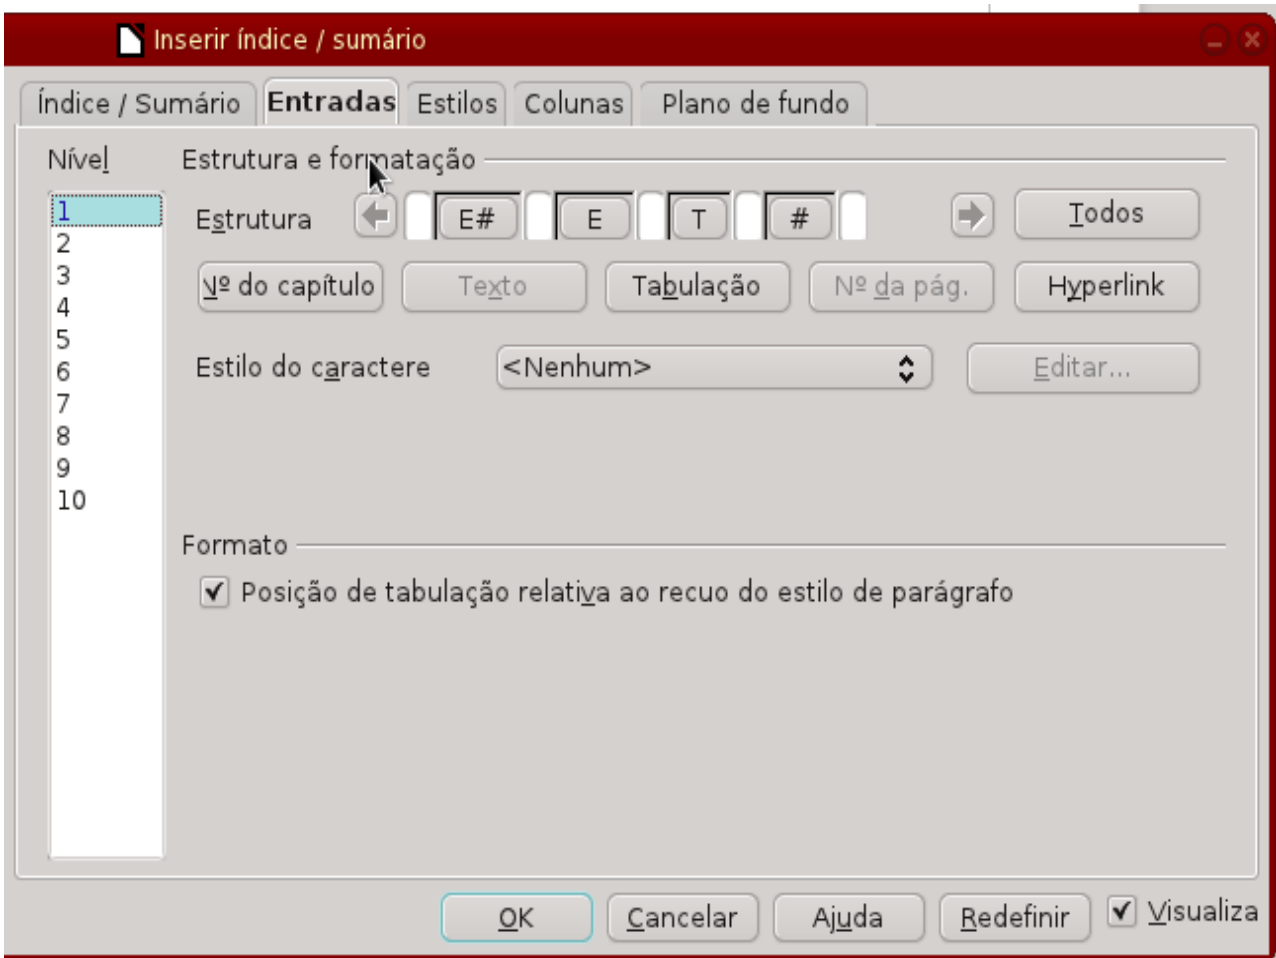 Inserir índice / sumário
Índice / Sumário Entradas Estilos Colunas Plano de fundo
Nível Estrutura e formatação
1
2
3
4
5
6
7
8
9
10
Estrutura E# E T # Todos
Nº do capítulo Texto Tabulação Nº da pág. Hyperlink
Estilo do caractere <Nenhum> Editar...
Formato
Posição de tabulação relativa ao recuo do estilo de parágrafo
OK Cancelar Ajuda Redefinir Visualiza